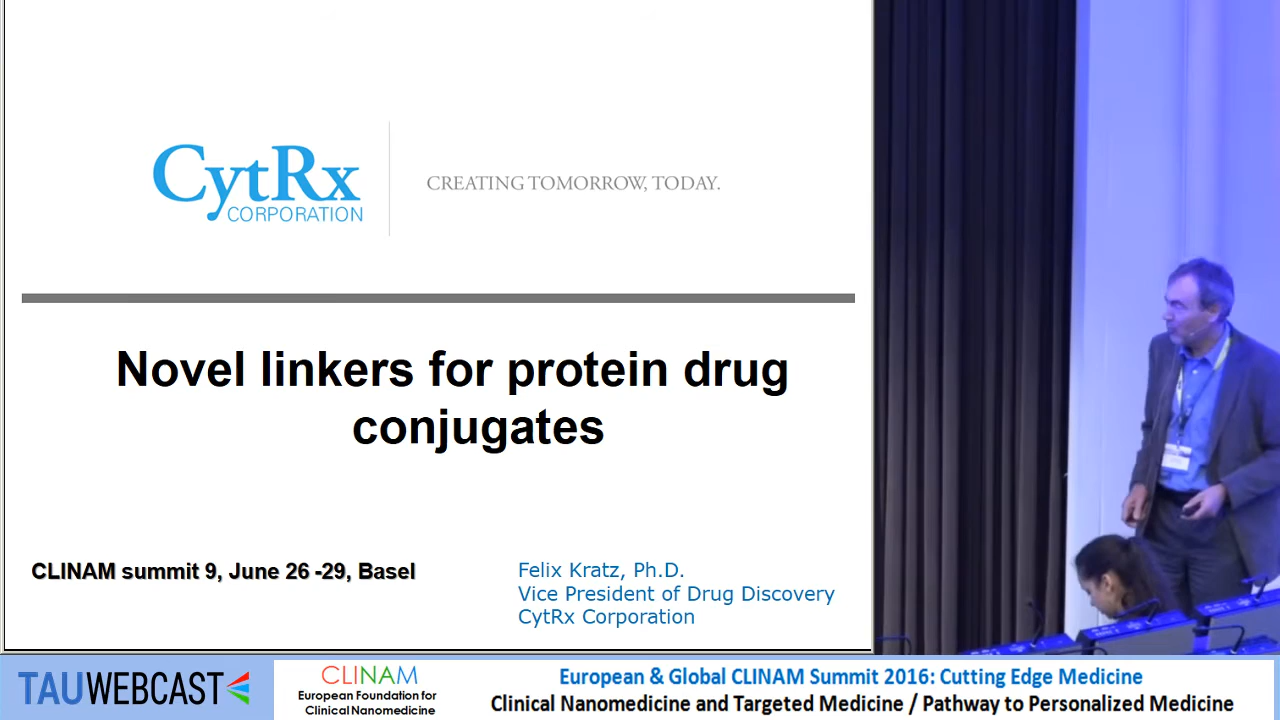 CytRx
CORPORATION
CREATING TOMORROW, TODAY.
Novel linkers for protein drug
conjugates
CLINAM summit 9, June 26 -29, Basel
Felix Kratz, Ph.D.
Vice President of Drug Discovery
CytRx Corporation
TAUWEBCAST
CLINAM
European Foundation for
Clinical Nanomedicine
European & Global CLINAM Summit 2016: Cutting Edge Medicine
Clinical Nanomedicine and Targeted Medicine / Pathway to Personalized Medicine